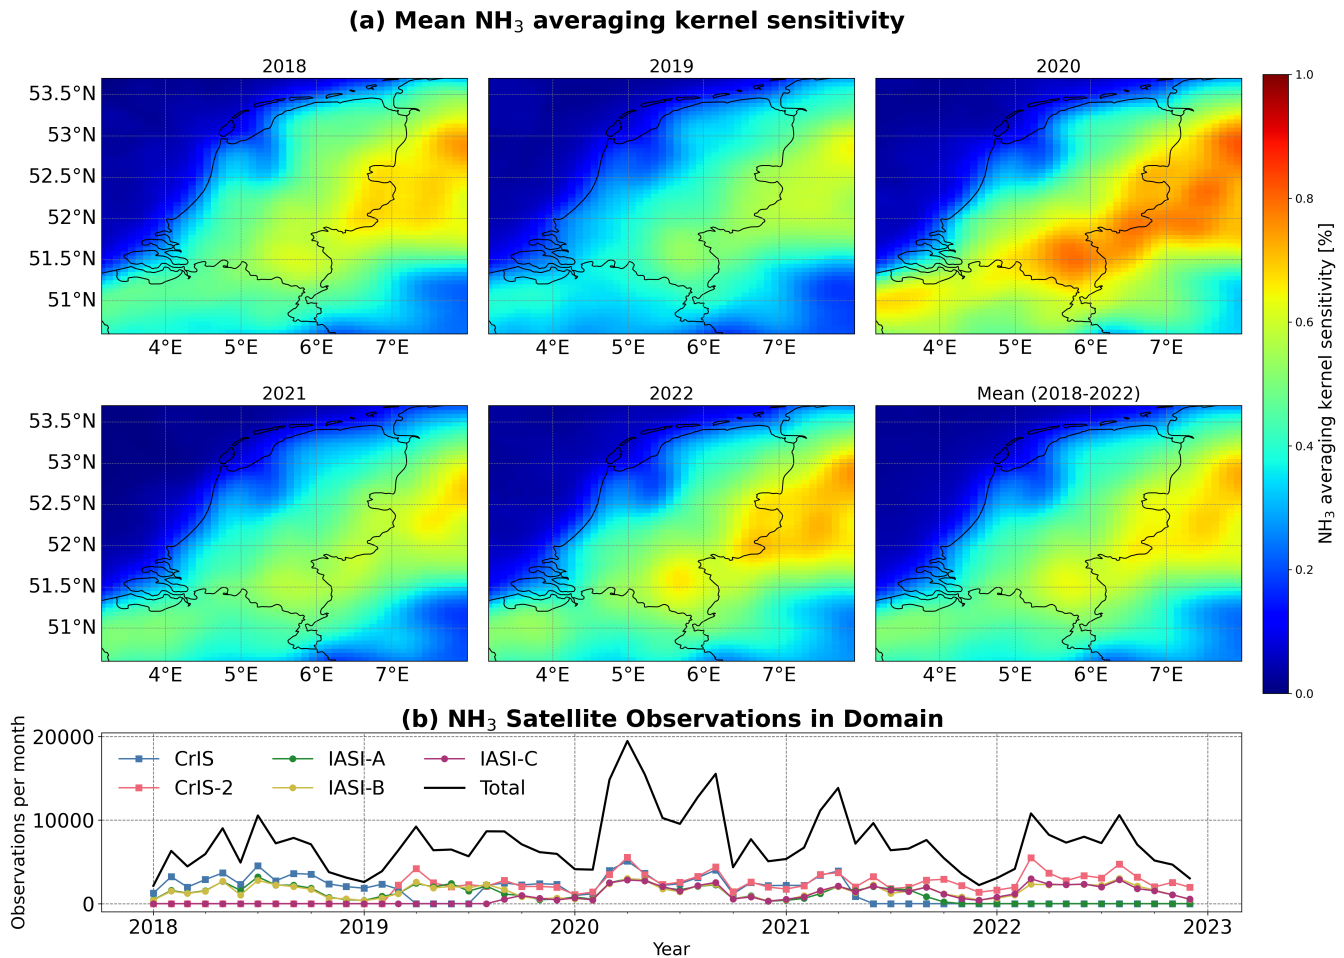 (a) Mean NH₃ averaging kernel sensitivity
2018
2019
2020
53.5°N
53°N
52.5°N
52°N
51.5°N
51°N
4°E 5°E 6°E 7°E
4°E 5°E 6°E 7°E
4°E 5°E 6°E 7°E
2021
2022
Mean (2018-2022)
53.5°N
53°N
52.5°N
52°N
51.5°N
51°N
4°E 5°E 6°E 7°E
4°E 5°E 6°E 7°E
4°E 5°E 6°E 7°E
1.0
0.8
0.6
0.4
0.2
0.0
NH₃ averaging kernel sensitivity [%]
(b) NH₃ Satellite Observations in Domain
Observations per month
20000
10000
0
CrIS
CrIS-2
IASI-A
IASI-B
IASI-C
Total
2018 2019 2020 2021 2022 2023
Year